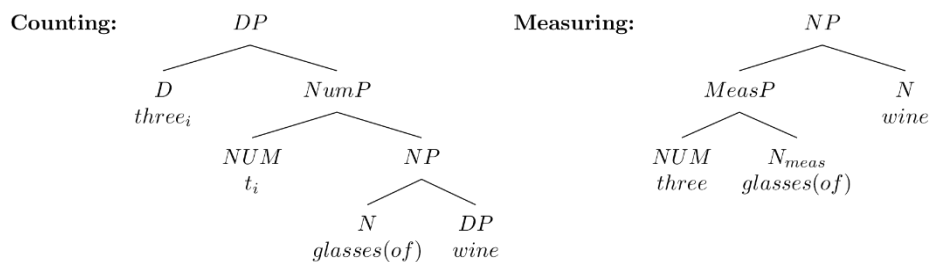 Counting: DP Measuring: NP
D NumP MeasP N
three_i wine
NUM NP NUM N_meas
t_i three glasses(of)
N DP
glasses(of) wine